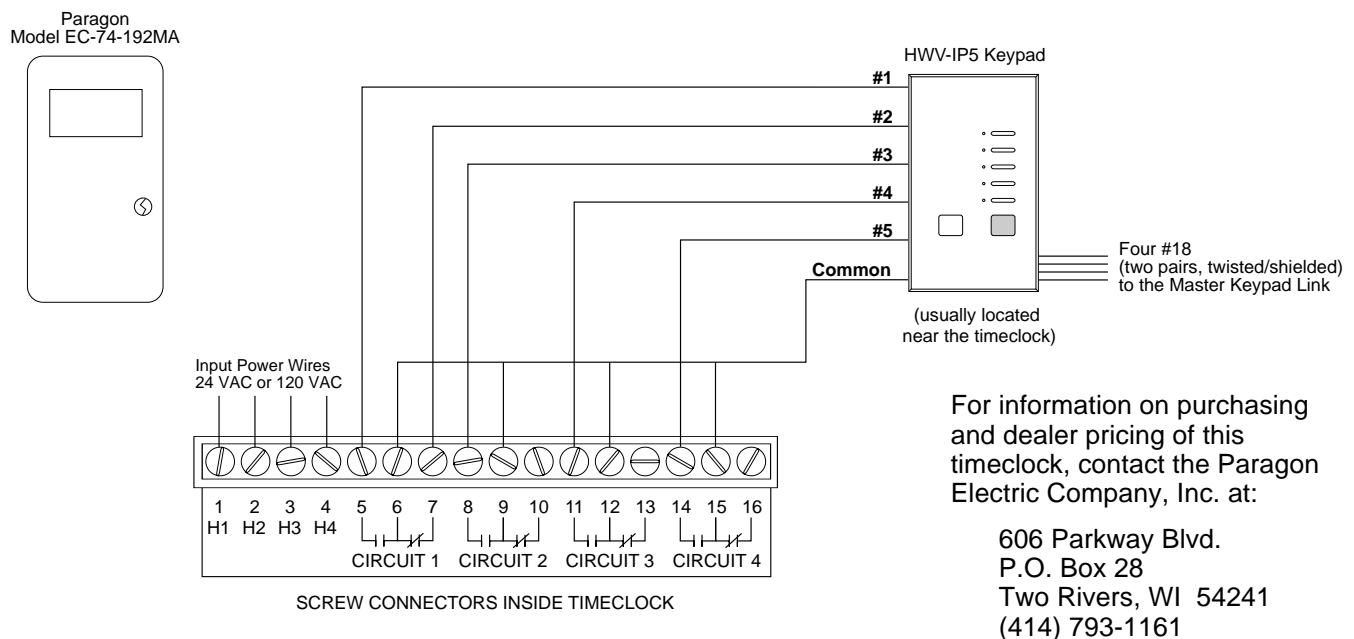 Paragon
Model EC-74-192MA
HWV-IP5 Keypad
#1
#2
#3
#4
#5
Common
Four #18
(two pairs, twisted/shielded)
to the Master Keypad Link
(usually located
near the timeclock)
Input Power Wires
24 VAC or 120 VAC
1 2 3 4 5 6 7 8 9 10 11 12 13 14 15 16
H1 H2 H3 H4
CIRCUIT 1 CIRCUIT 2 CIRCUIT 3 CIRCUIT 4
SCREW CONNECTORS INSIDE TIMECLOCK
For information on purchasing
and dealer pricing of this
timeclock, contact the Paragon
Electric Company, Inc. at:
606 Parkway Blvd.
P.O. Box 28
Two Rivers, WI 54241
(414) 793-1161